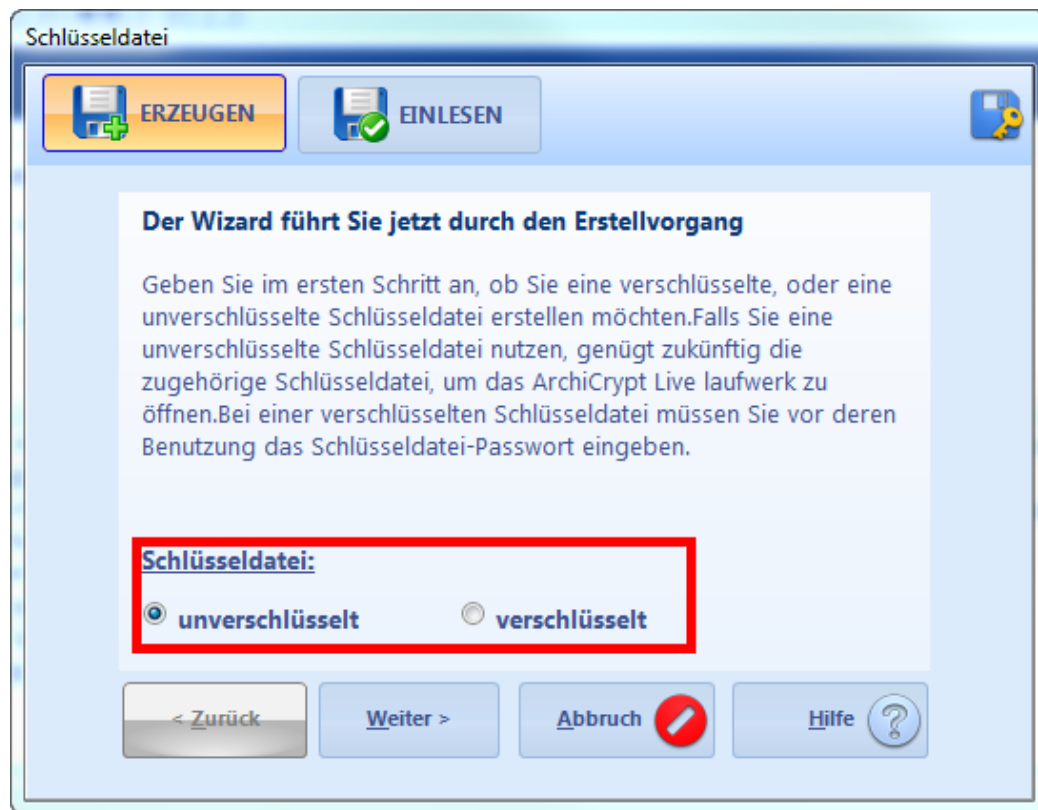 Schlüsseldatei
ERZEUGEN
EINLESEN
Der Wizard führt Sie jetzt durch den Erstellvorgang
Geben Sie im ersten Schritt an, ob Sie eine verschlüsselte, oder eine
unverschlüsselte Schlüsseldatei erstellen möchten.Falls Sie eine
unverschlüsselte Schlüsseldatei nutzen, genügt zukünftig die
zugehörige Schlüsseldatei, um das ArchiCrypt Live laufwerk zu
öffnen.Bei einer verschlüsselten Schlüsseldatei müssen Sie vor deren
Benutzung das Schlüsseldatei-Passwort eingeben.
Schlüsseldatei:
unverschlüsselt
verschlüsselt
< Zurück
Weiter >
Abbruch
Hilfe